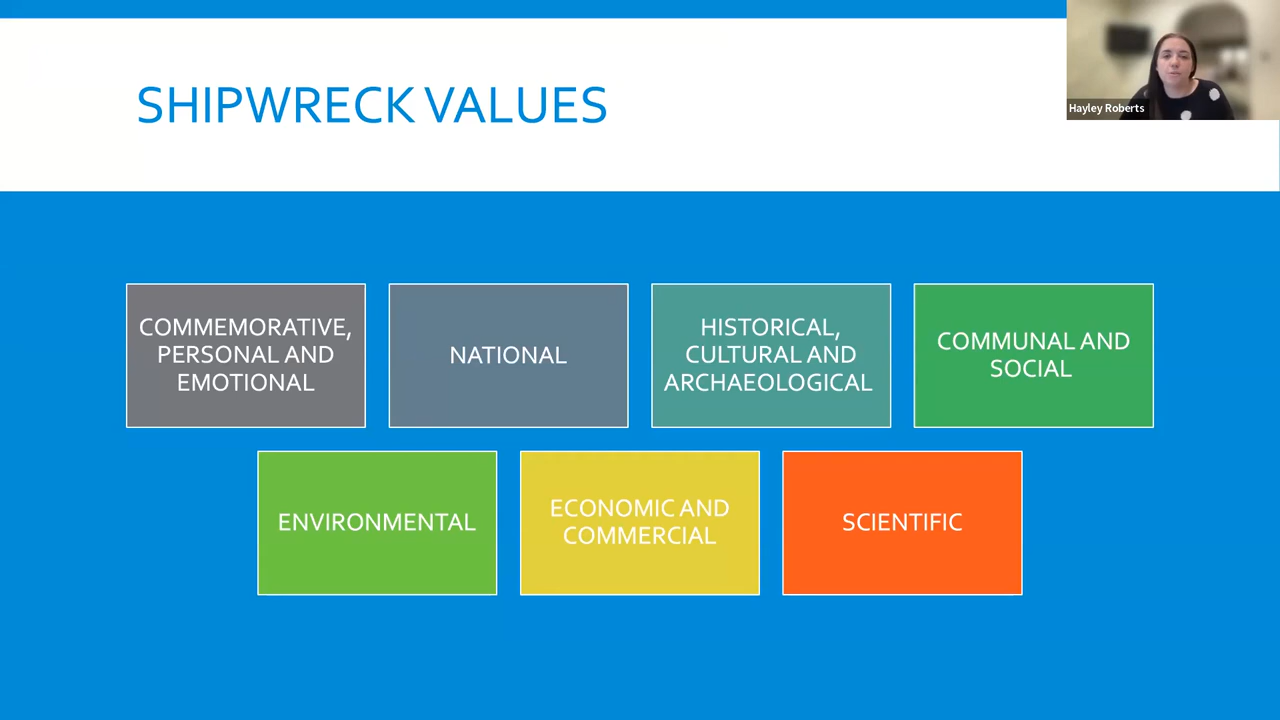 SHIPWRECK VALUES
Hayley Roberts
COMMEMORATIVE,
PERSONAL AND
EMOTIONAL
NATIONAL
HISTORICAL,
CULTURAL AND
ARCHAEOLOGICAL
COMMUNAL AND
SOCIAL
ENVIRONMENTAL
ECONOMIC AND
COMMERCIAL
SCIENTIFIC